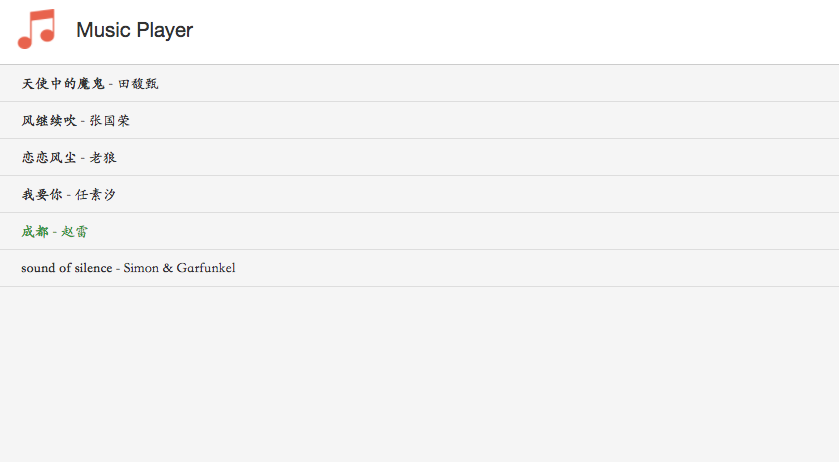 Music Player
天使中的魔鬼 - 田馥甄
风继续吹 - 张国荣
恋恋风尘 - 老狼
我要你 - 任素汐
成都 - 赵雷
sound of silence - Simon & Garfunkel